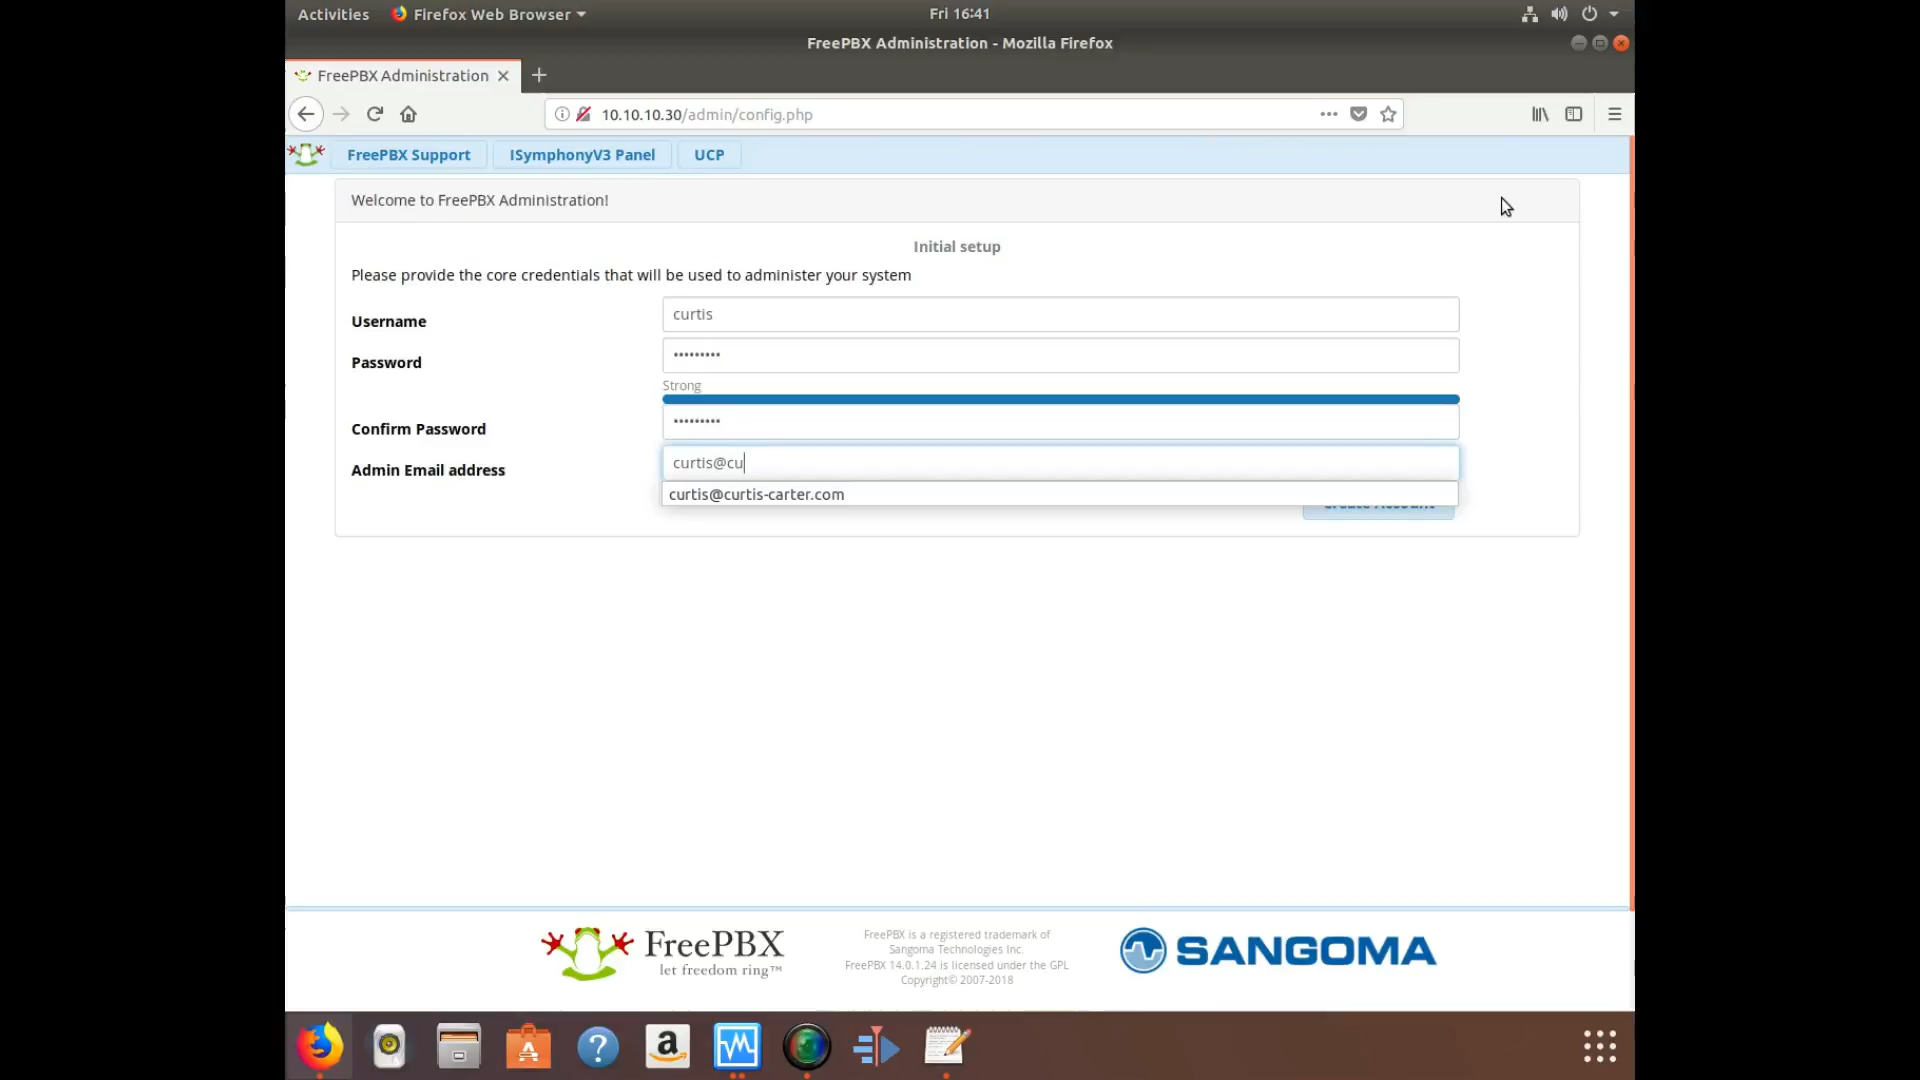 Activities Firefox Web Browser Fri 16:41
FreePBX Administration - Mozilla Firefox
FreePBX Administration
10.10.10.30/admin/config.php
FreePBX Support ISymphonyV3 Panel UCP
Welcome to FreePBX Administration!
Initial setup
Please provide the core credentials that will be used to administer your system
Username curtis
Password •••••••••
Strong
Confirm Password •••••••••
Admin Email address curtis@cu
curtis@curtis-carter.com
Create Account
FreePBX
let freedom ring™
FreePBX is a registered trademark of
Sangoma Technologies Inc.
FreePBX 14.0.1.24 is licensed under the GPL
Copyright© 2007-2018
SANGOMA